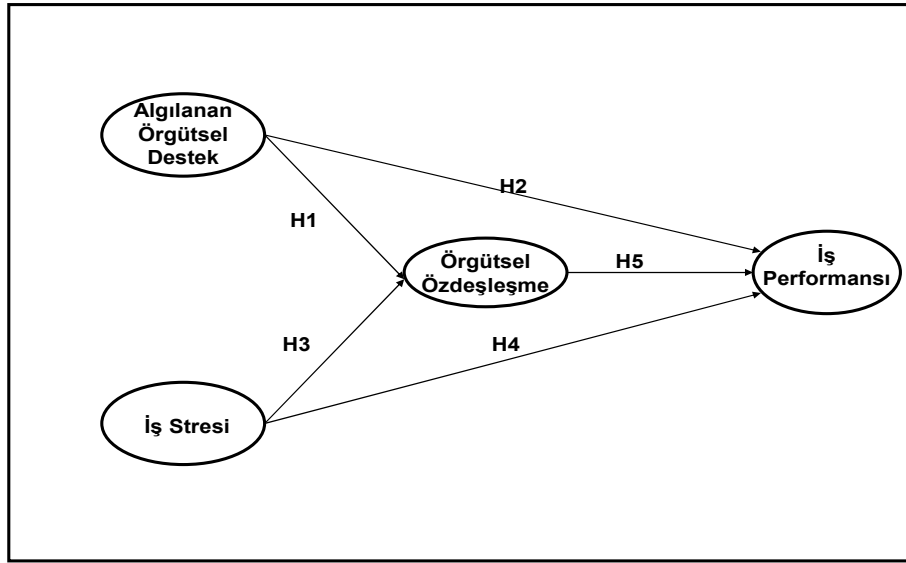 Algılanan
Örgütsel
Destek
H2
H1
Örgütsel
Özdeşleşme
H5
İş
Performansı
H3
H4
İş Stresi